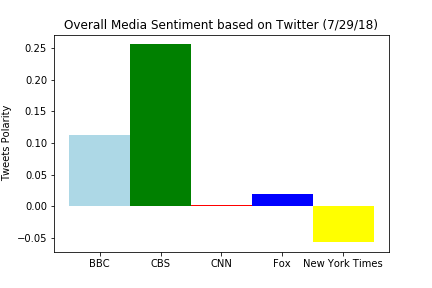 Overall Media Sentiment based on Twitter (7/29/18)
Tweets Polarity
0.25
0.20
0.15
0.10
0.05
0.00
−0.05
BBC CBS CNN Fox New York Times